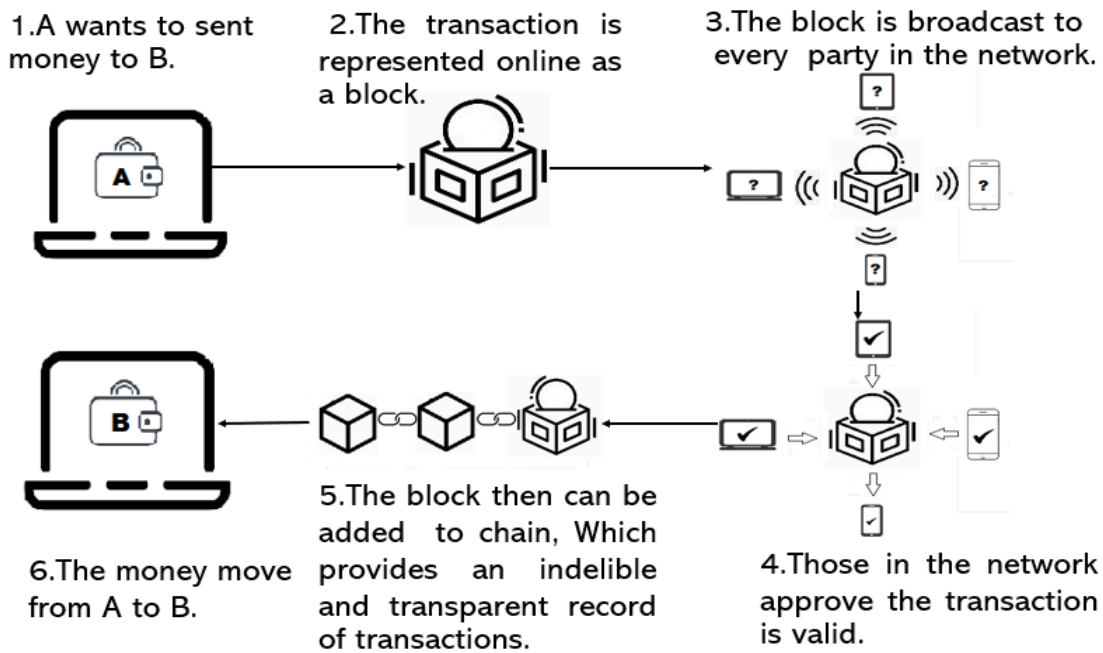 1.A wants to sent
money to B.
2.The transaction is
represented online as
a block.
3.The block is broadcast to
every party in the network.
A
?
?
?
?
B
5.The block then can be
added to chain, Which
provides an indelible
and transparent record
of transactions.
4.Those in the network
approve the transaction
is valid.
6.The money move
from A to B.